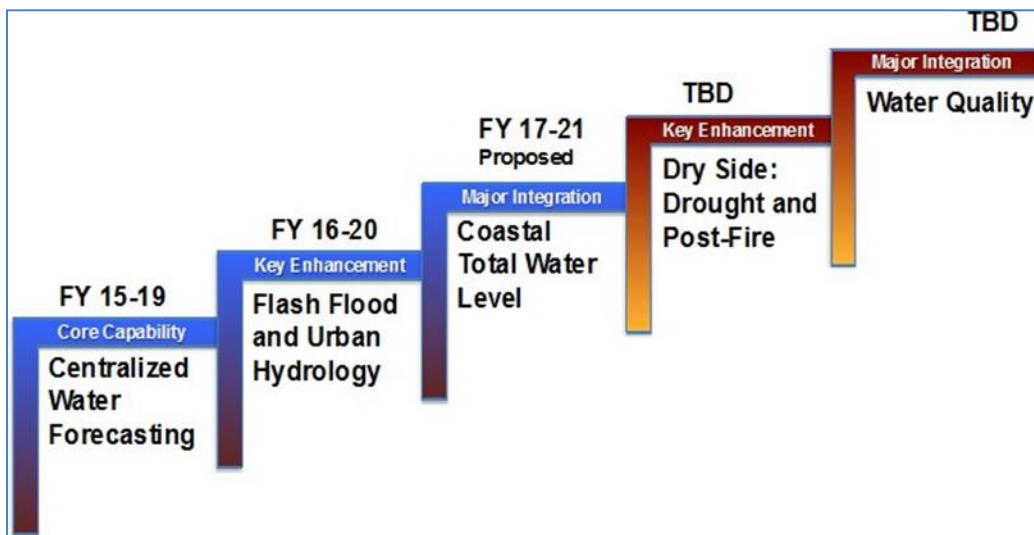 FY 15-19
Core Capability
Centralized
Water
Forecasting
FY 16-20
Key Enhancement
Flash Flood
and Urban
Hydrology
FY 17-21
Proposed
Major Integration
Coastal
Total Water
Level
TBD
Key Enhancement
Dry Side:
Drought and
Post-Fire
TBD
Major Integration
Water Quality